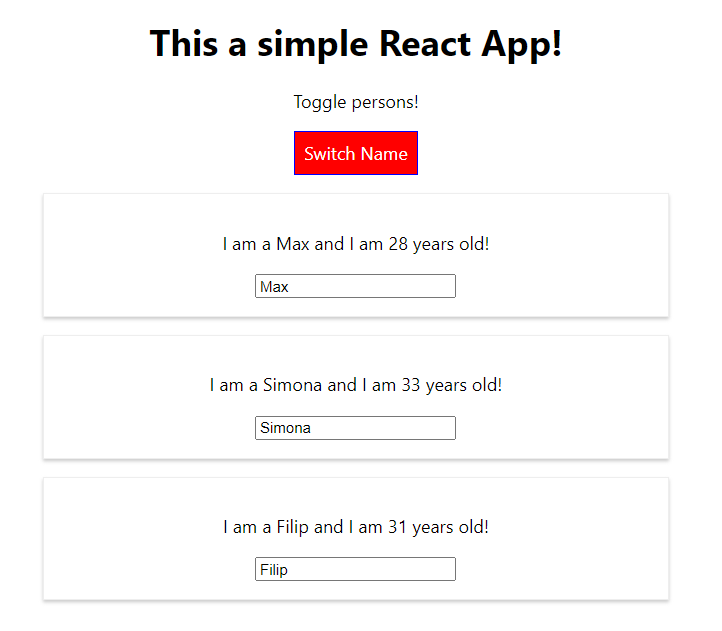 This a simple React App!
Toggle persons!
Switch Name
I am a Max and I am 28 years old!
Max
I am a Simona and I am 33 years old!
Simona
I am a Filip and I am 31 years old!
Filip